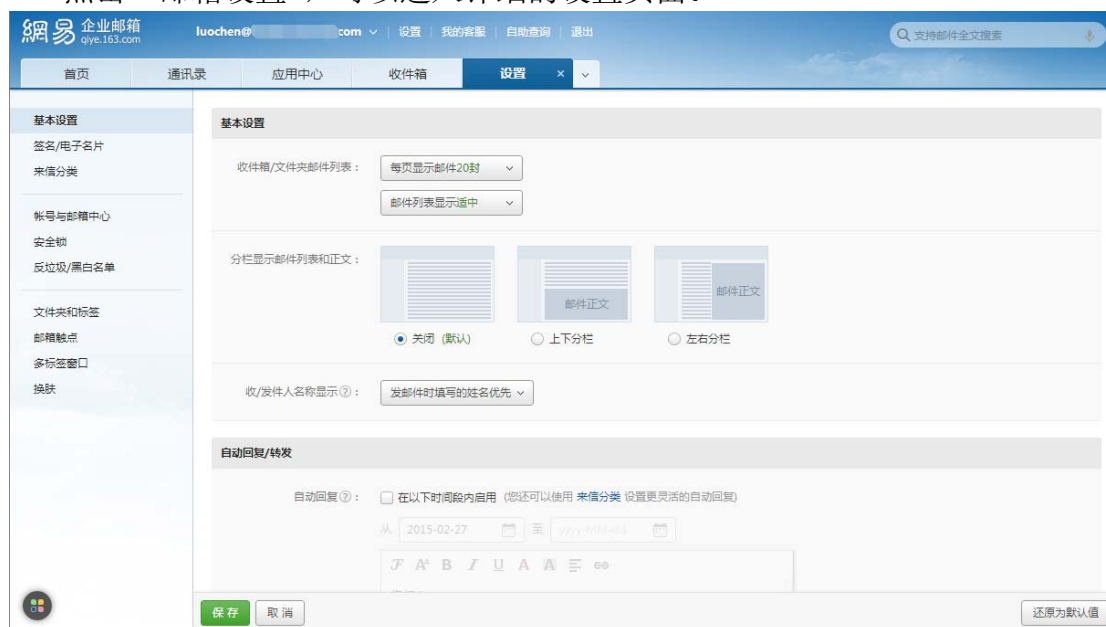 網易 企业邮箱
qiye.163.com
luochen@ com 设置 我的客服 自助查询 退出
支持邮件全文搜索
首页 通讯录 应用中心 收件箱 设置 ×
基本设置
签名/电子名片
来信分类
帐号与邮箱中心
安全锁
反垃圾/黑白名单
文件夹和标签
邮箱触点
多标签窗口
换肤
基本设置
收件箱/文件夹邮件列表：
每页显示邮件20封
邮件列表显示适中
分栏显示邮件列表和正文：
邮件正文
邮件正文
关闭 (默认) 上下分栏 左右分栏
收/发件人名称显示?： 发邮件时填写的姓名优先
自动回复/转发
自动回复?： 在以下时间段内启用 (您还可以使用 来信分类 设置更灵活的自动回复)
从 2015-02-27 至 yyyy-MM-dd
F A B I U A A
保存 取消 还原为默认值